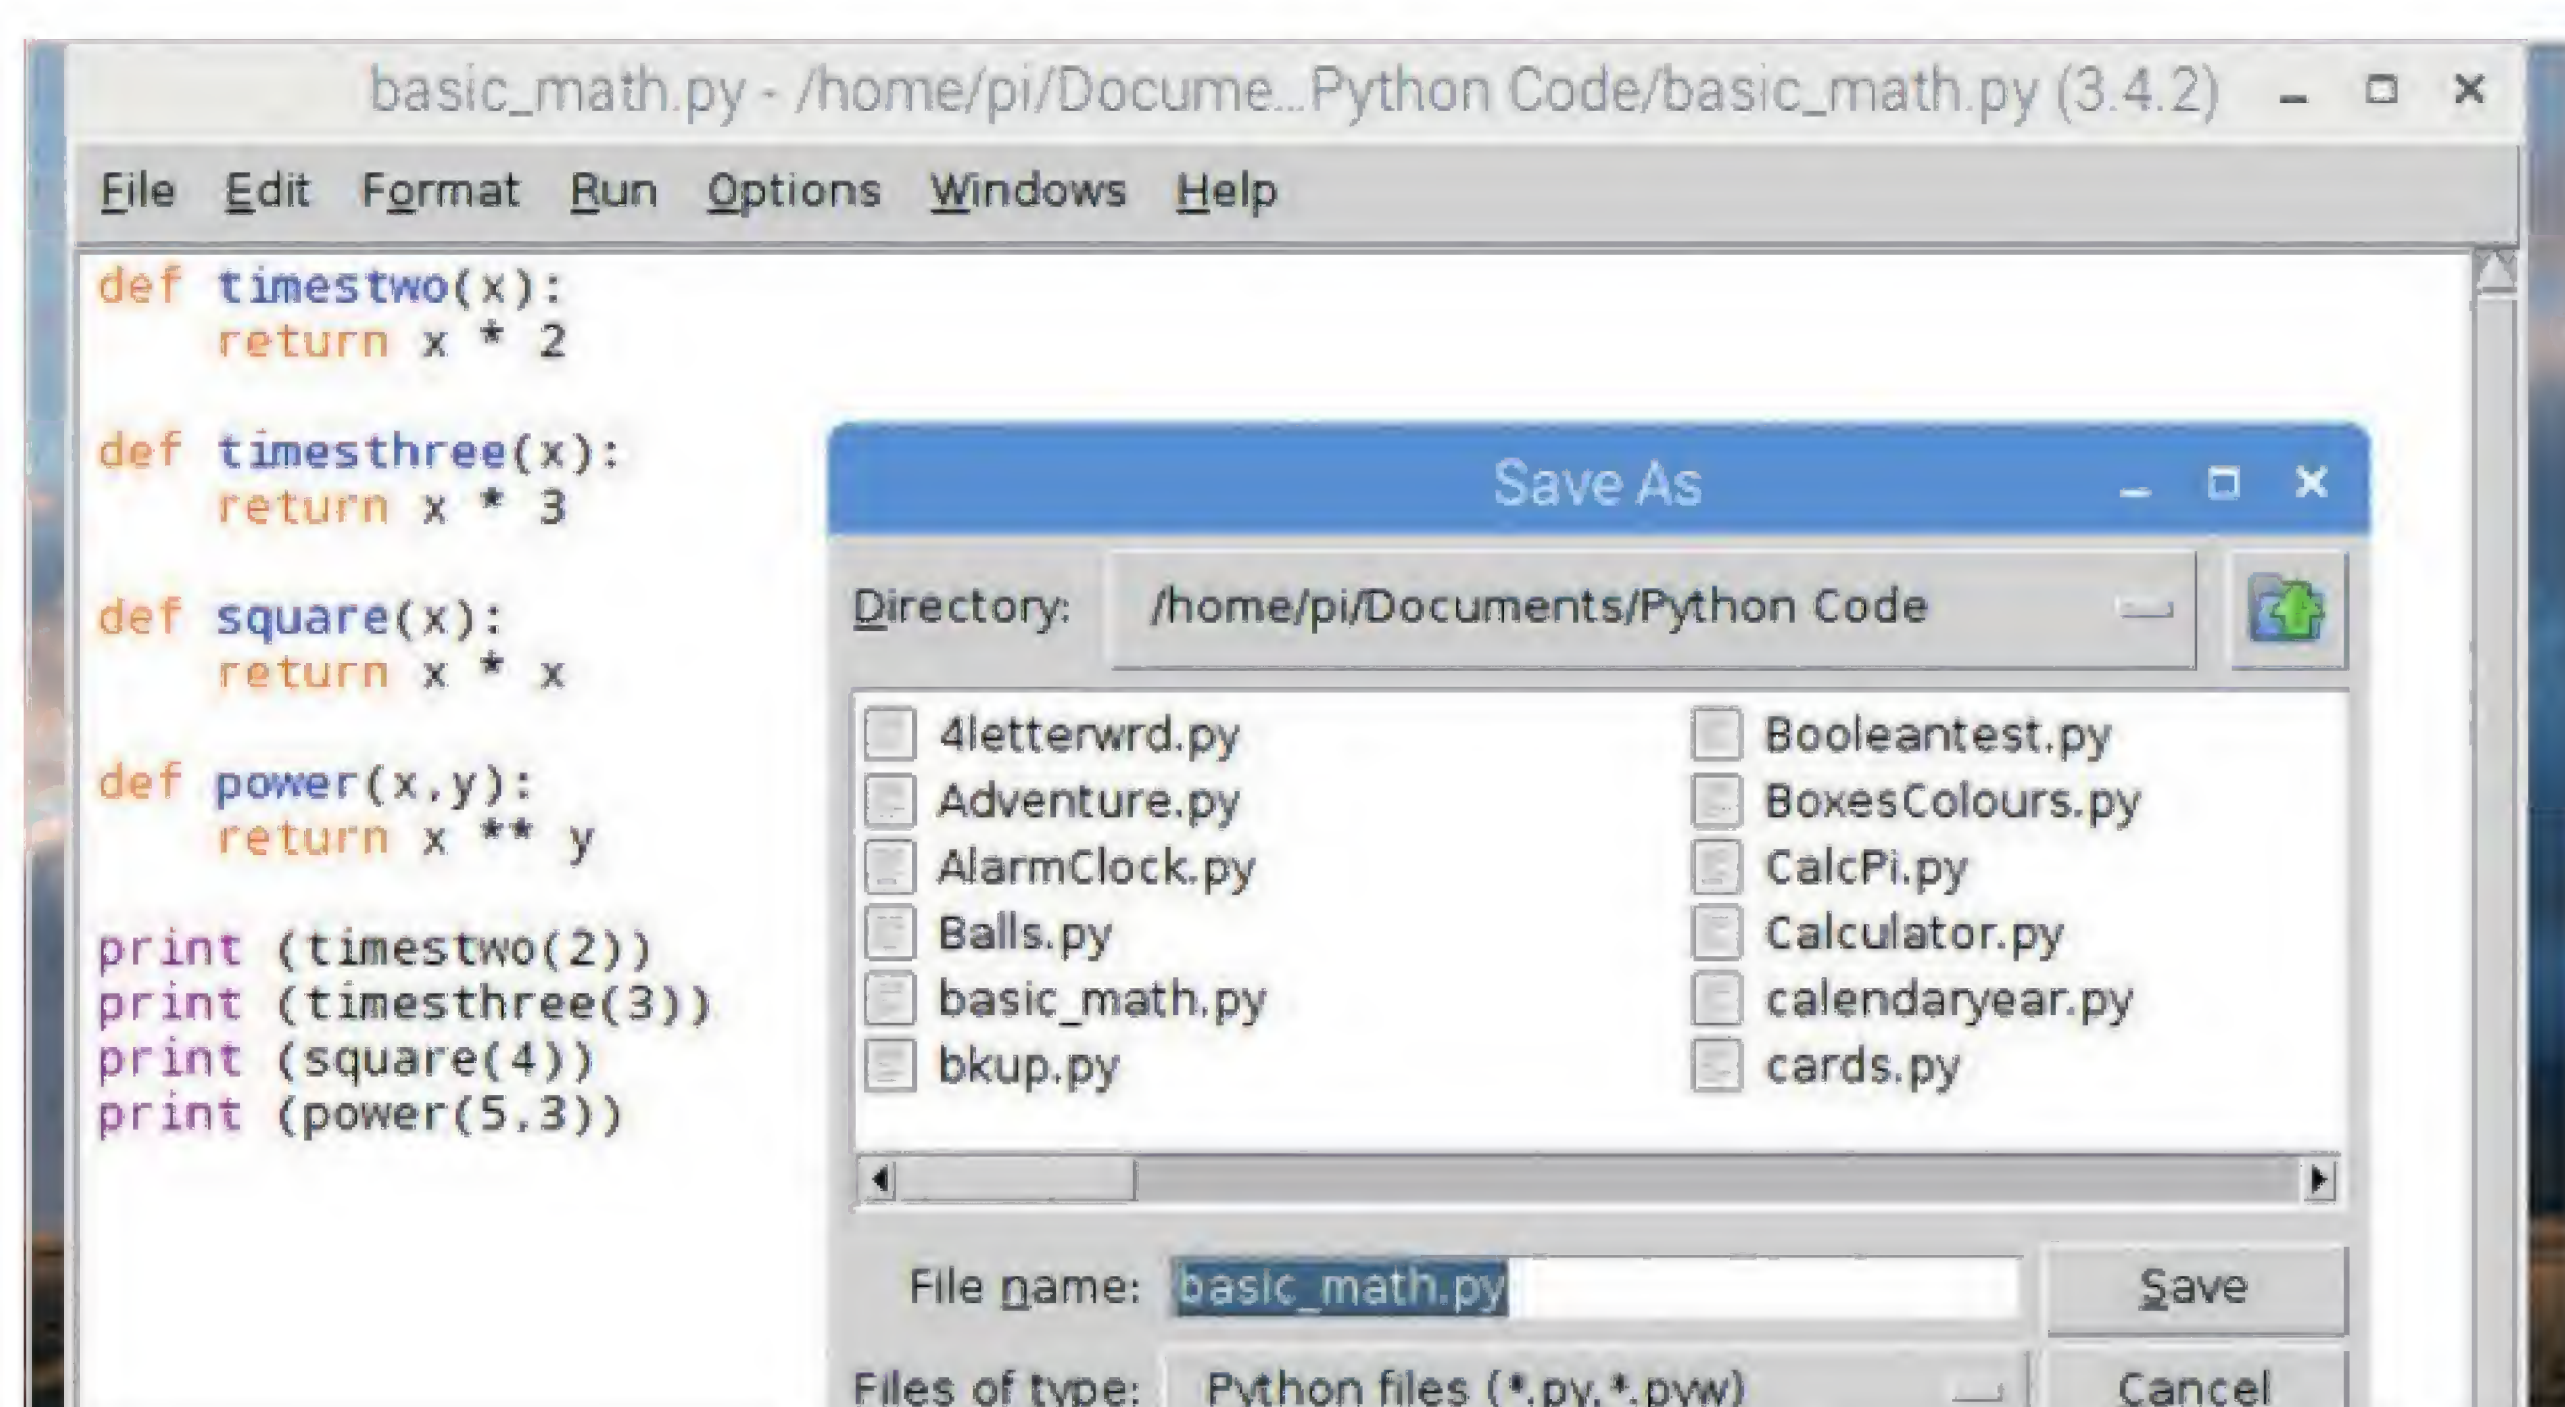 basic_math.py - /home/pi/Docume...Python Code/basic_math.py (3.4.2)
File Edit Format Run Options Windows Help
def timestwo(x):
    return x * 2
def timesthree(x):
    return x * 3
def square(x):
    return x * x
def power(x,y):
    return x ** y
print (timestwo(2))
print (timesthree(3))
print (square(4))
print (power(5,3))
Save As
Directory: /home/pi/Documents/Python Code
4letterwrd.py
Adventure.py
AlarmClock.py
Balls.py
basic_math.py
bkup.py
Booleantest.py
BoxesColours.py
CalcPi.py
Calculator.py
calendaryear.py
cards.py
File name: basic_math.py Save
Files of type: Python files (*.py,*.pyw) Cancel